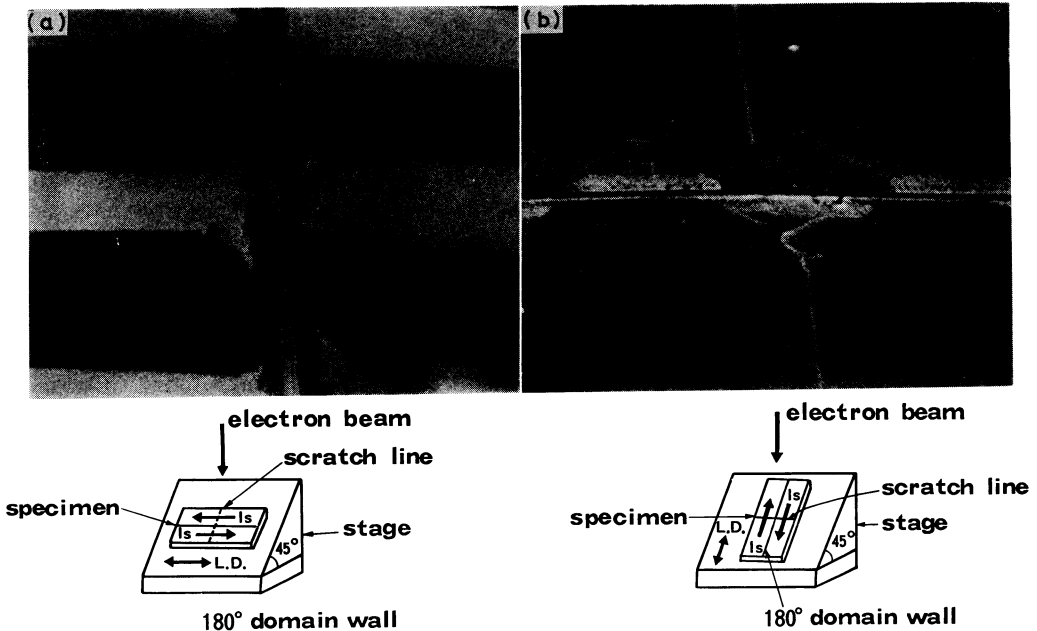 (a)
(b)
electron beam
scratch line
specimen
Is
Is
stage
45°
L.D.
180° domain wall
electron beam
scratch line
specimen
Is
L.D.
stage
45°
Is
180° domain wall